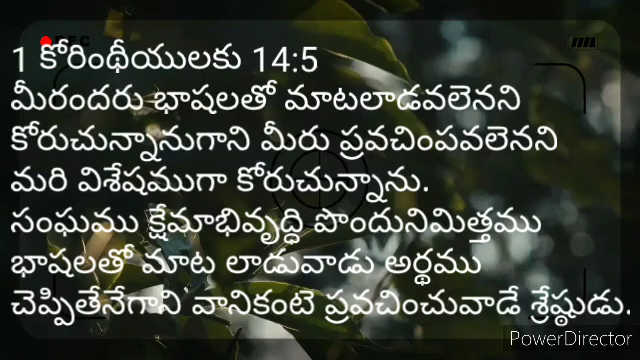 REC
1 కోరింథీయులకు 14:5
మీరందరు భాషలతో మాటలాడవలెనని
కోరుచున్నానుగాని మీరు ప్రవచింపవలెనని
మరి విశేషముగా కోరుచున్నాను.
సంఘము క్షేమాభివృద్ధి పొందునిమిత్తము
భాషలతో మాట లాడువాడు అర్థము
చెప్పితేనేగాని వానికంటె ప్రవచించువాడే శ్రేష్ఠుడు.
PowerDirector